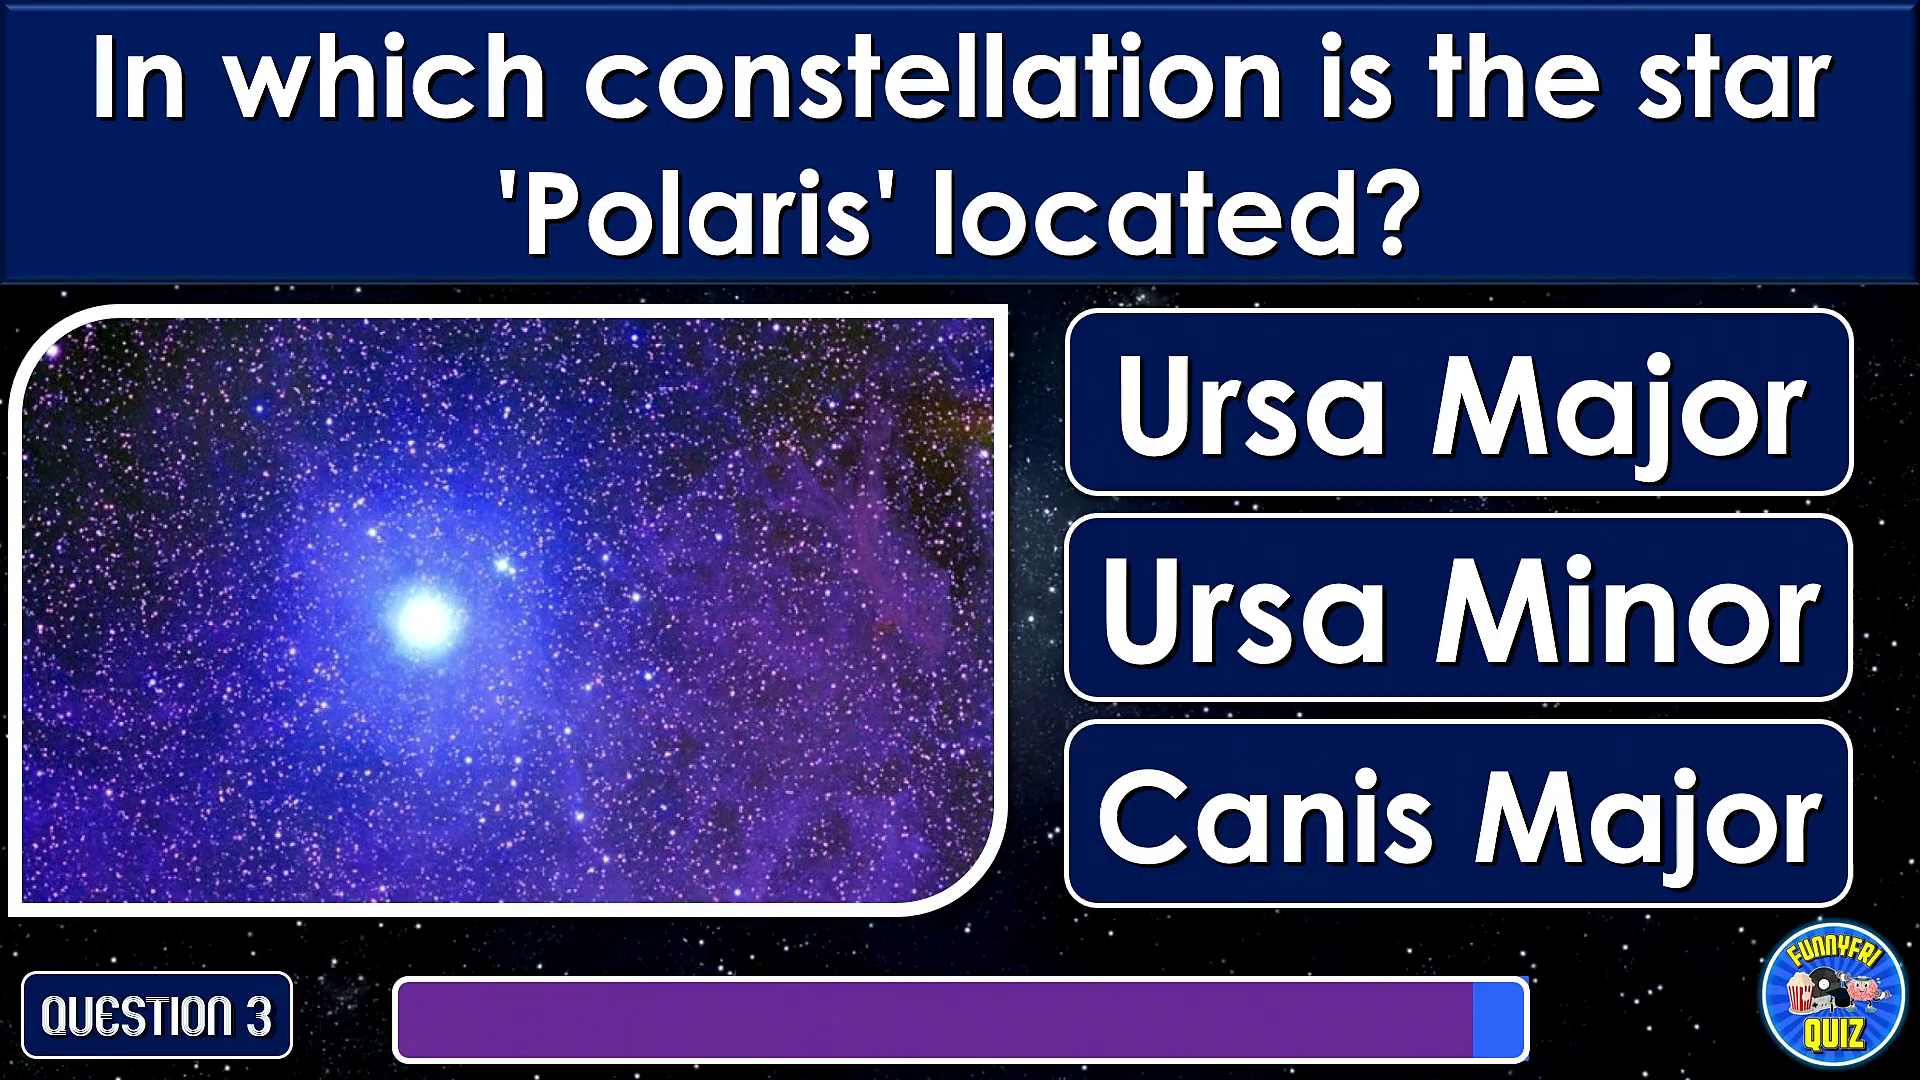 In which constellation is the star
'Polaris' located?
Ursa Major
Ursa Minor
Canis Major
QUESTION 3
FUNNYFRI
QUIZ